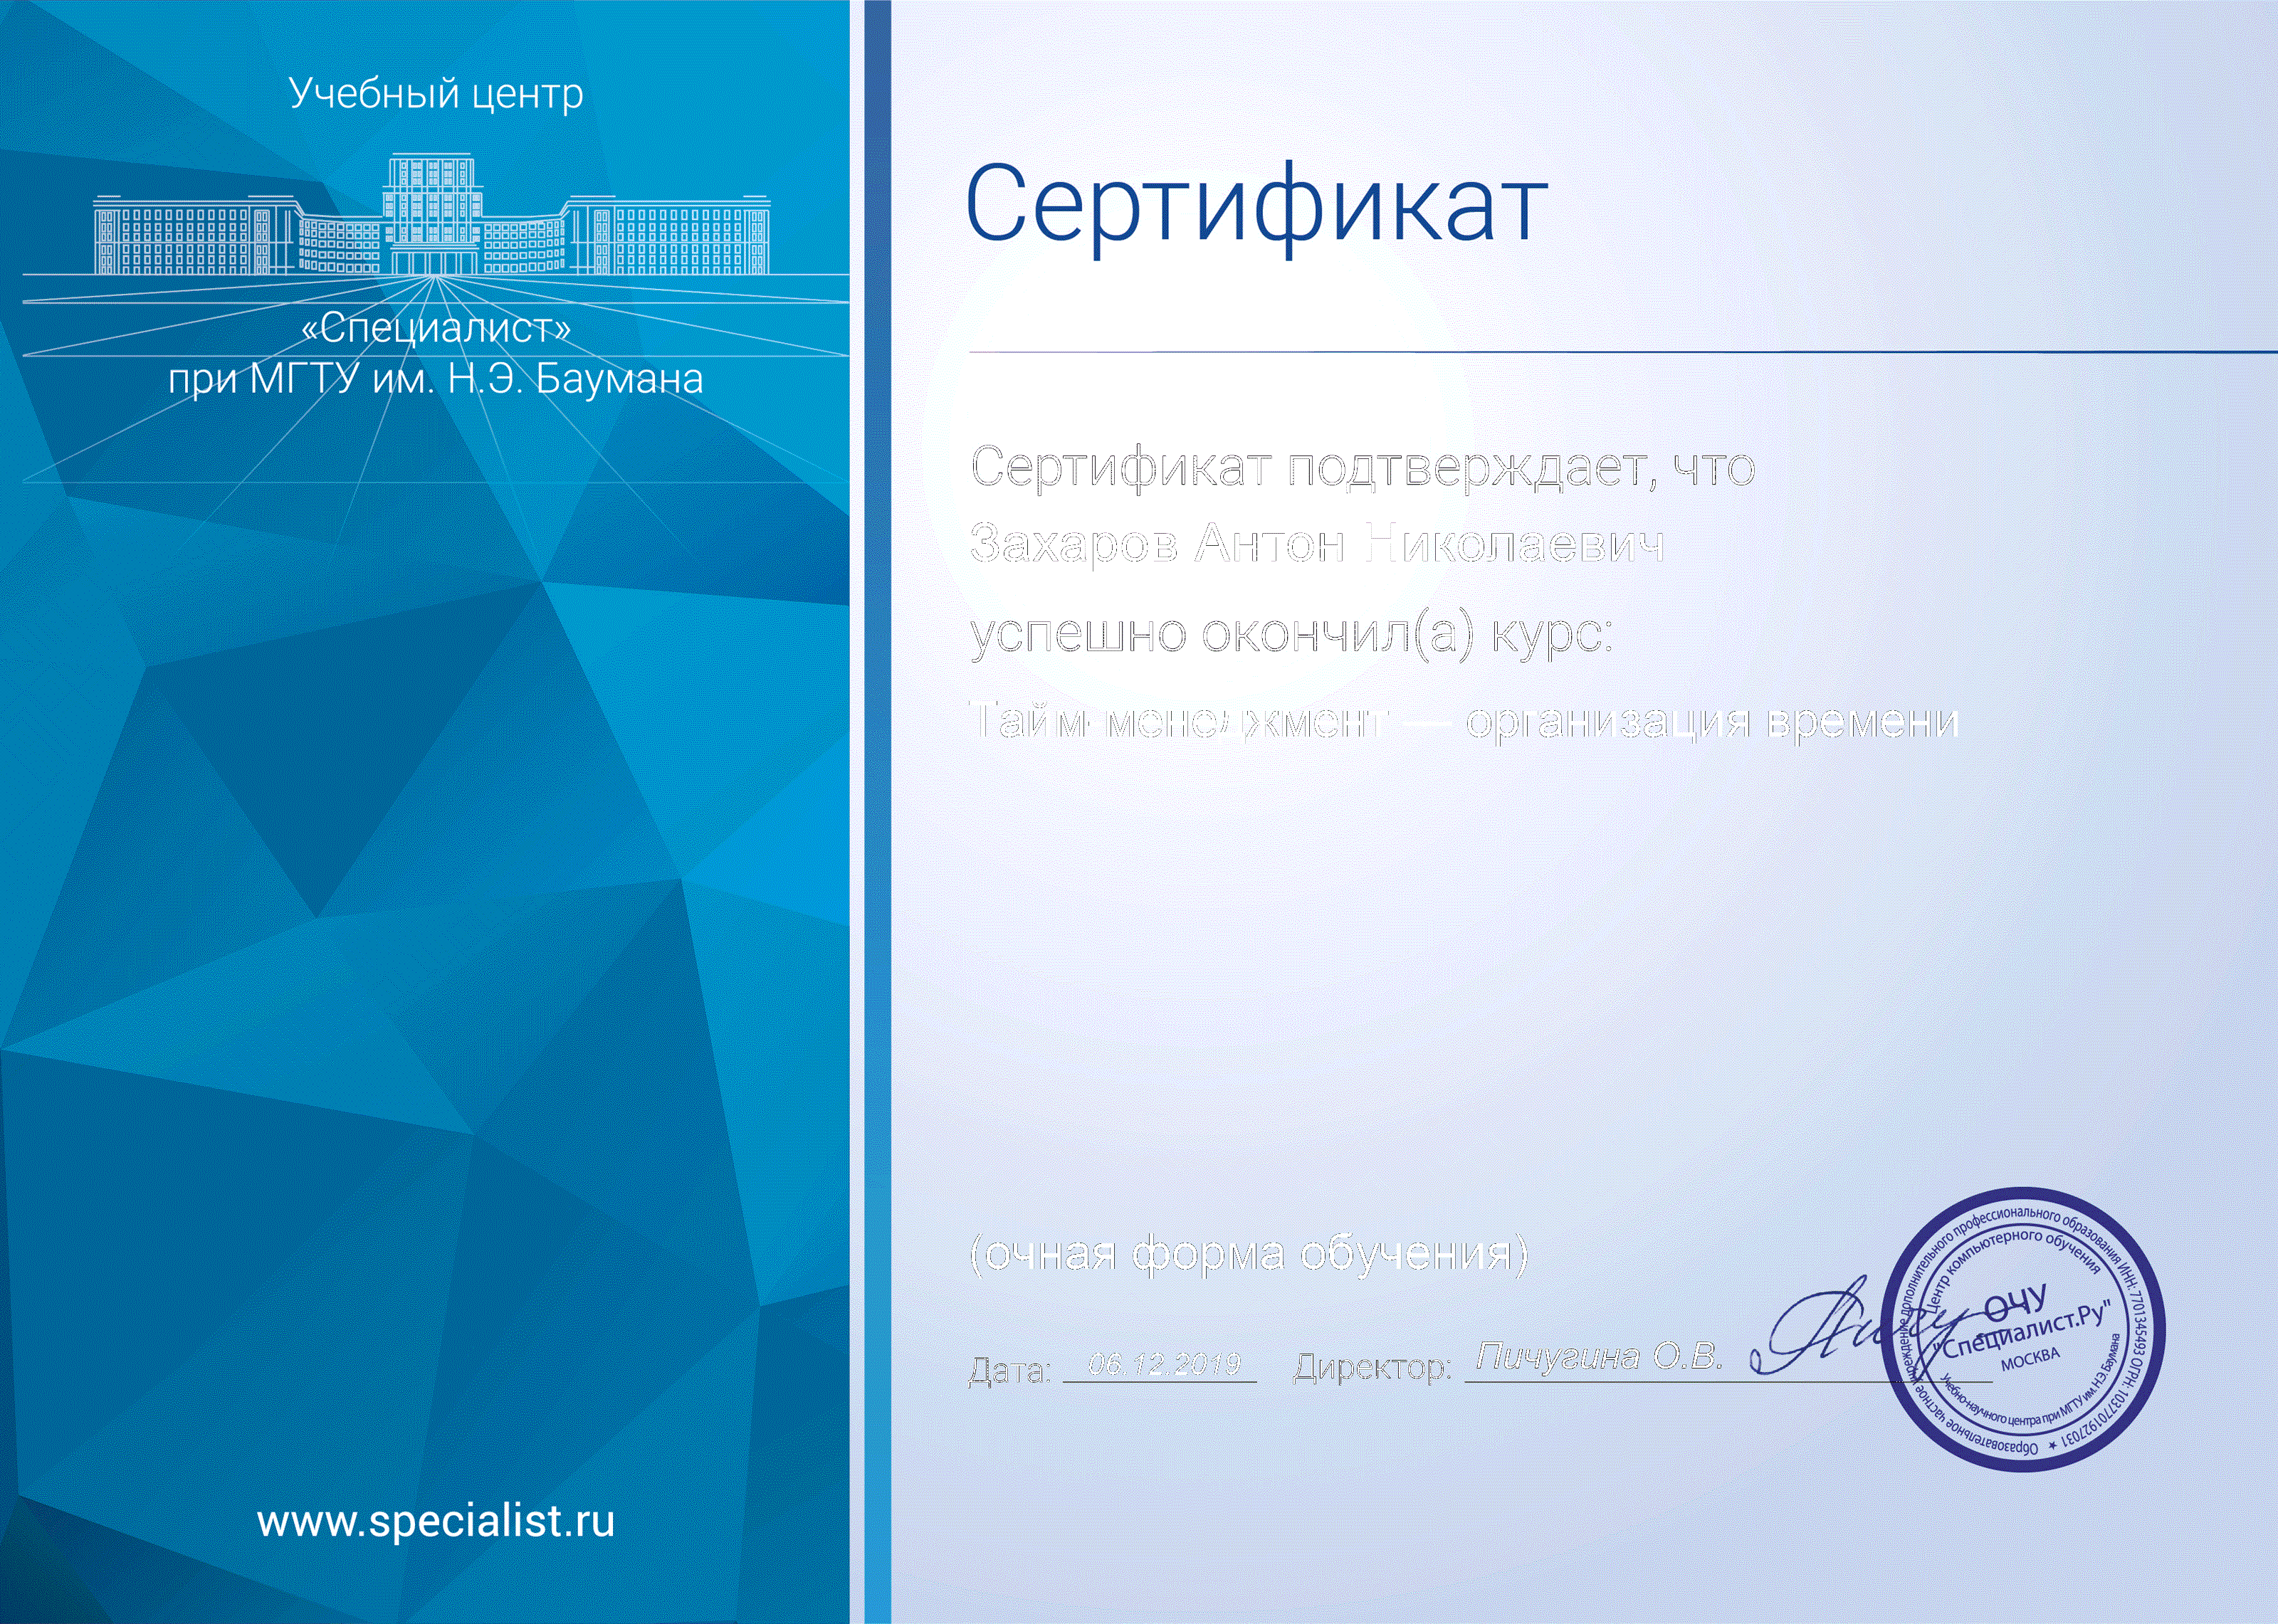 Учебный центр
«Специалист»
при МГТУ им. Н.Э. Баумана
www.specialist.ru
Сертификат
Сертификат подтверждает, что
Захаров Антон Николаевич
успешно окончил(а) курс:
Тайм-менеджмент — организация времени
(очная форма обучения)
Дата: 06.12.2019 Директор: Пичугина О.В.
Образовательное частное учреждение дополнительного профессионального образования ИНН: 7701345493 ОГРН: 1037701927031 ★
Центр компьютерного обучения
ОЧУ
"Специалист.Ру"
МОСКВА
Учебно-научного центра при МГТУ им. Н.Э. Баумана